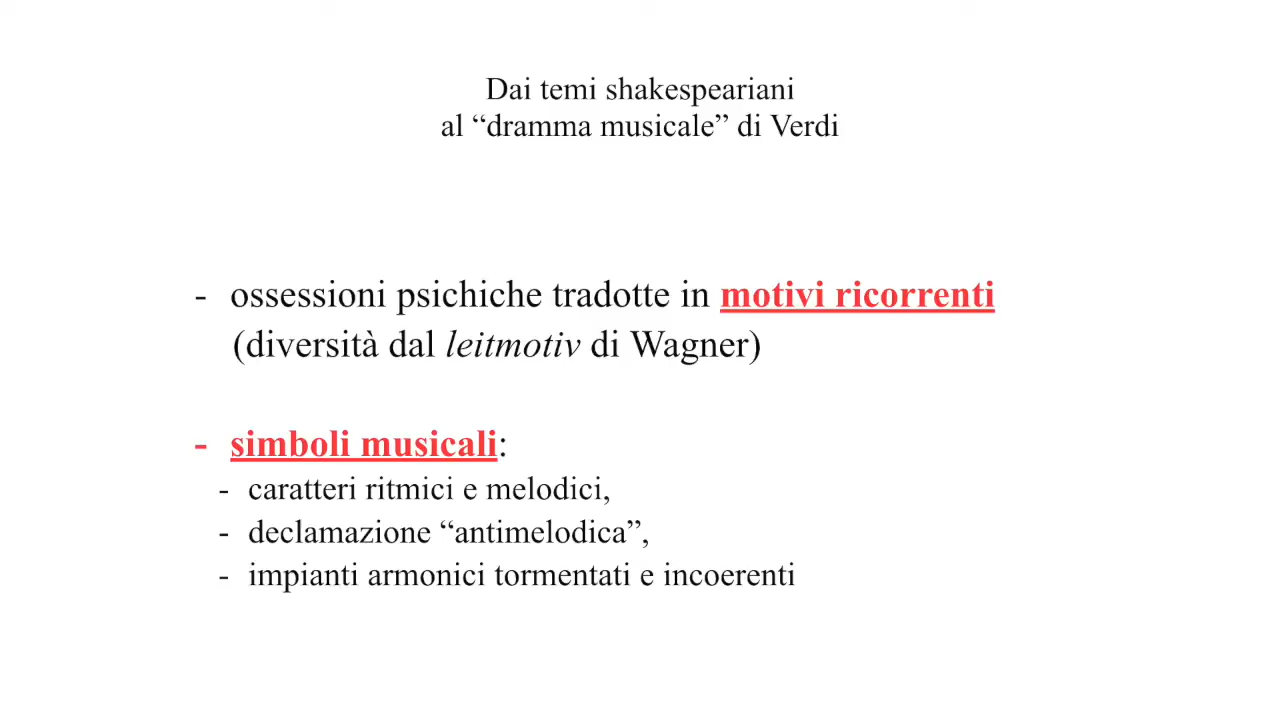 Dai temi shakespeariani
al “dramma musicale” di Verdi
- ossessioni psichiche tradotte in motivi ricorrenti
(diversità dal leitmotiv di Wagner)
- simboli musicali:
- caratteri ritmici e melodici,
- declamazione “antimelodica”,
- impianti armonici tormentati e incoerenti